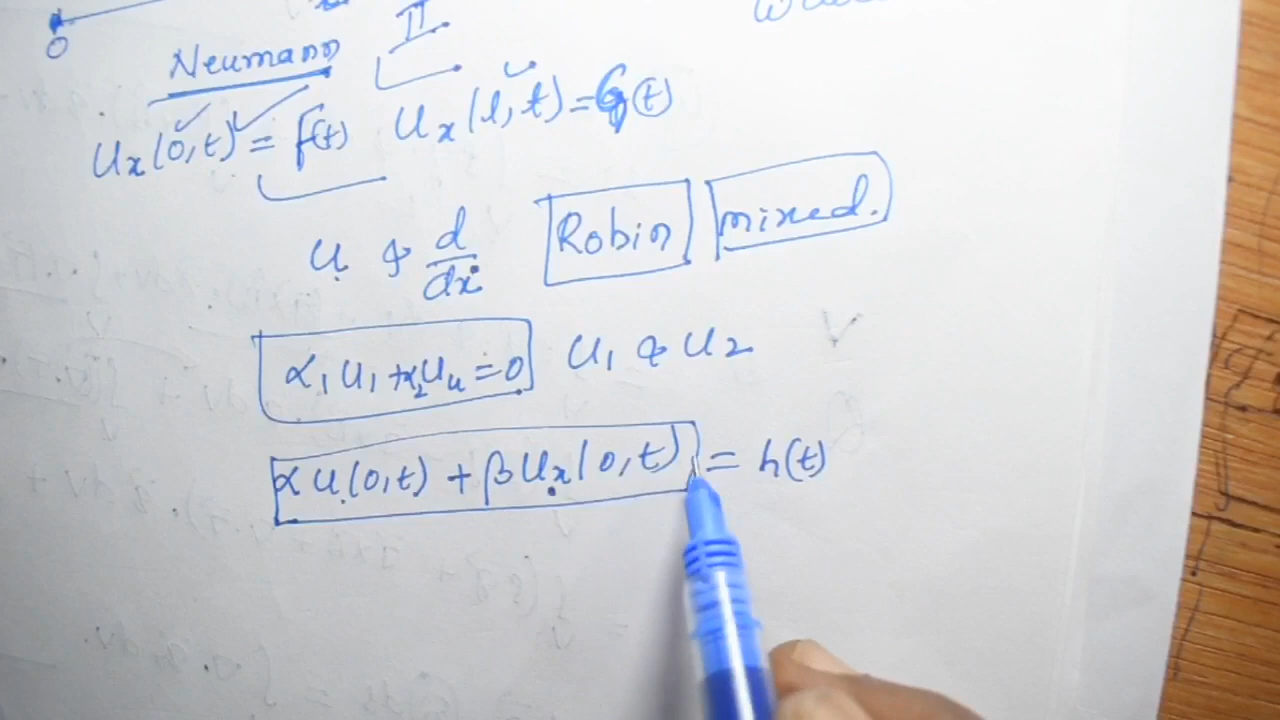 0
Neumann II
Uₓ(0,t) = f(t) Uₓ(l,t) = G(t)
u & d/dx Robin mixed.
α₁u₁ + α₂uᵤ = 0 u₁ & u₂
αu(0,t) + βuₓ(0,t) = h(t)